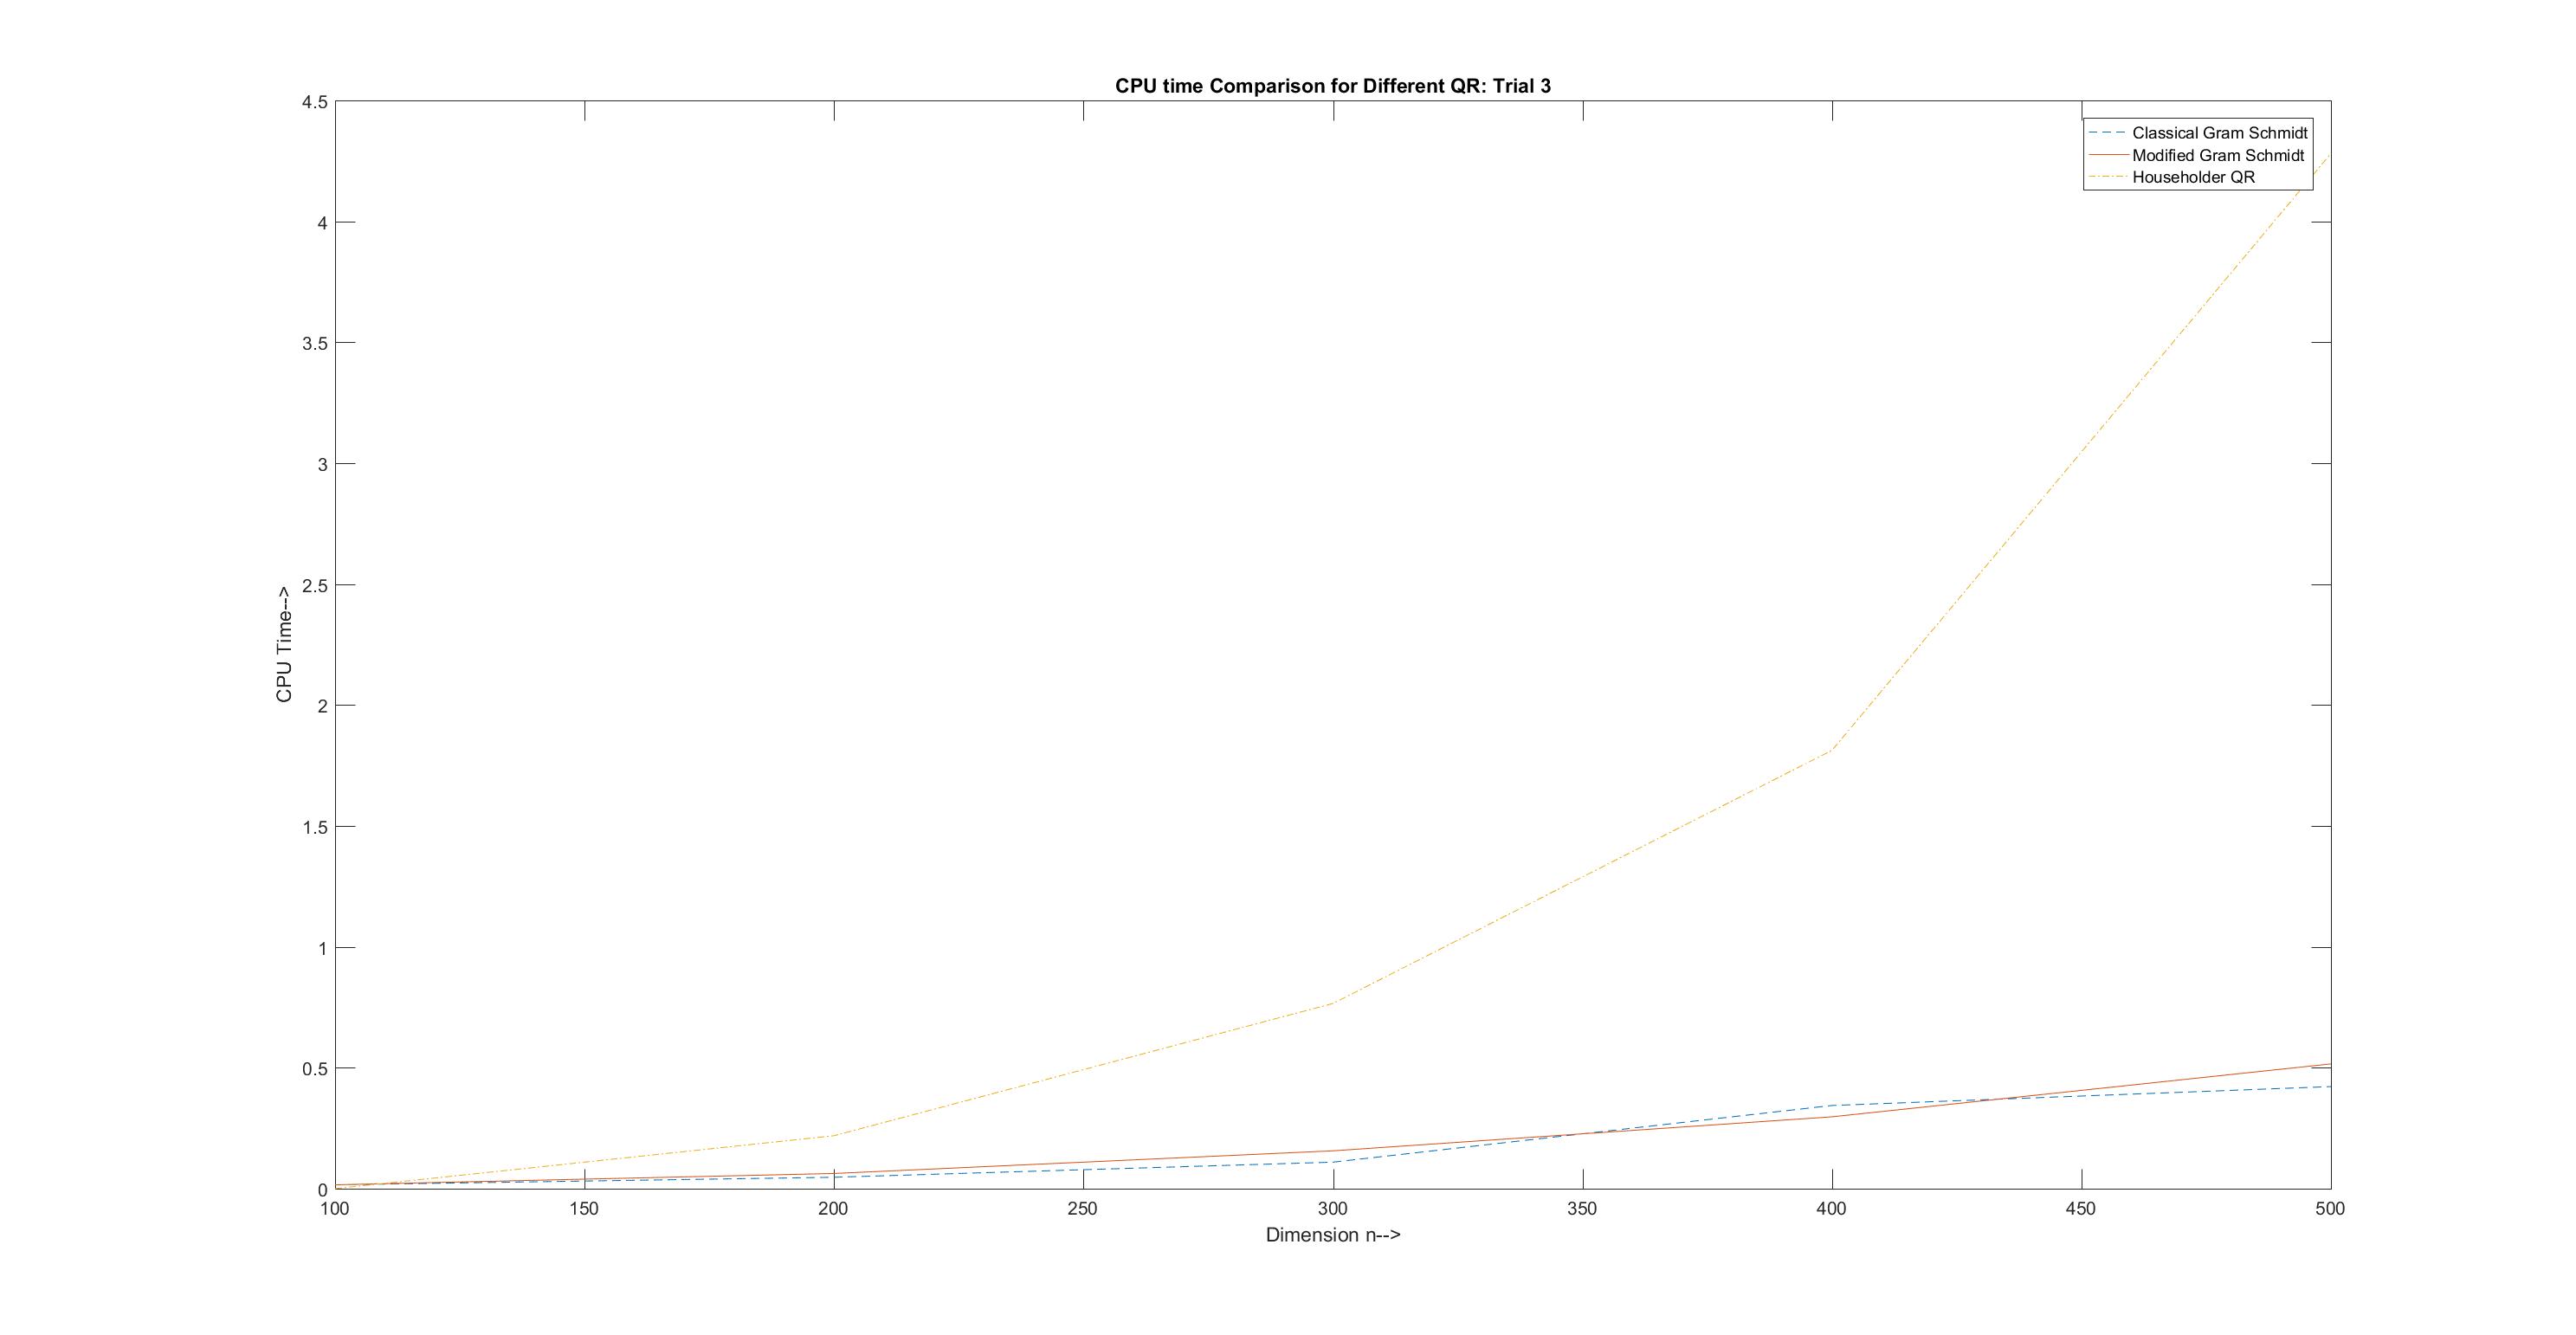 CPU time Comparison for Different QR: Trial 3
4.5
4
3.5
3
2.5
2
1.5
1
0.5
0
CPU Time-->
Classical Gram Schmidt
Modified Gram Schmidt
Householder QR
100 150 200 250 300 350 400 450 500
Dimension n-->